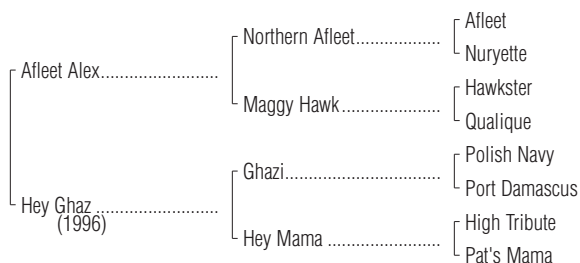 Afleet
Northern Afleet
Nuryette
Afleet Alex
Hawkster
Maggy Hawk
Qualique
Polish Navy
Ghazi
Port Damascus
Hey Ghaz
(1996)
High Tribute
Hey Mama
Pat's Mama